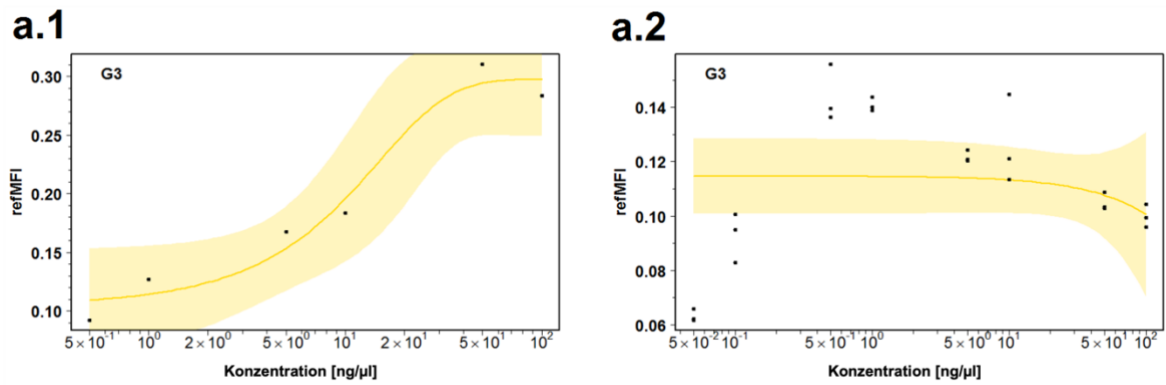 a.1
G3
refMFI
0.30
0.25
0.20
0.15
0.10
5 × 10⁻¹ 10⁰ 2 × 10⁰ 5 × 10⁰ 10¹ 2 × 10¹ 5 × 10¹ 10²
Konzentration [ng/µl]
a.2
G3
refMFI
0.14
0.12
0.10
0.08
0.06
5 × 10⁻² 10⁻¹ 5 × 10⁻¹ 10⁰ 5 × 10⁰ 10¹ 5 × 10¹ 10²
Konzentration [ng/µl]